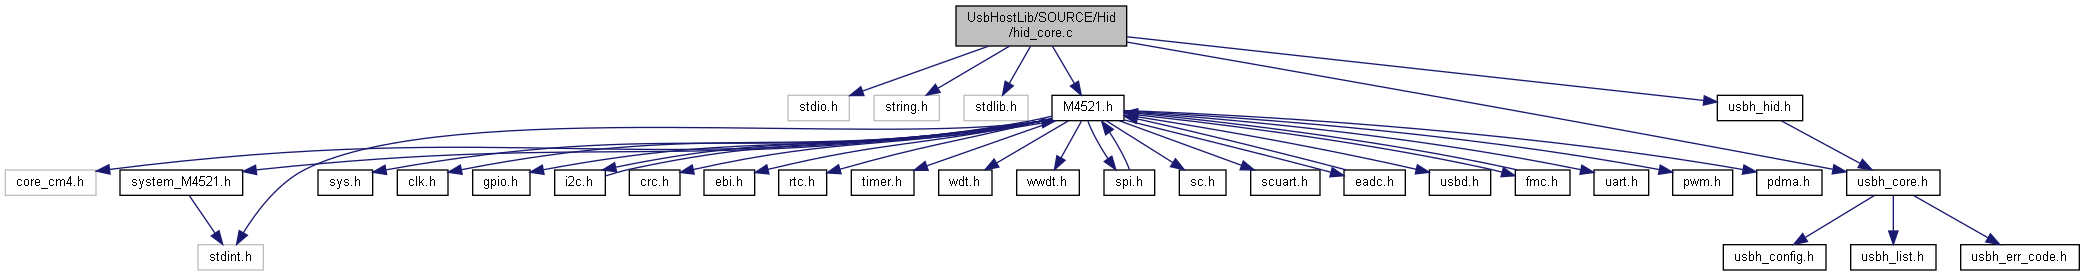 UsbHostLib/SOURCE/Hid
/hid_core.c
stdio.h
string.h
stdlib.h
M4521.h
usbh_hid.h
core_cm4.h
system_M4521.h
sys.h
clk.h
gpio.h
i2c.h
crc.h
ebi.h
rtc.h
timer.h
wdt.h
wwdt.h
spi.h
sc.h
scuart.h
eadc.h
usbd.h
fmc.h
uart.h
pwm.h
pdma.h
usbh_core.h
stdint.h
usbh_config.h
usbh_list.h
usbh_err_code.h